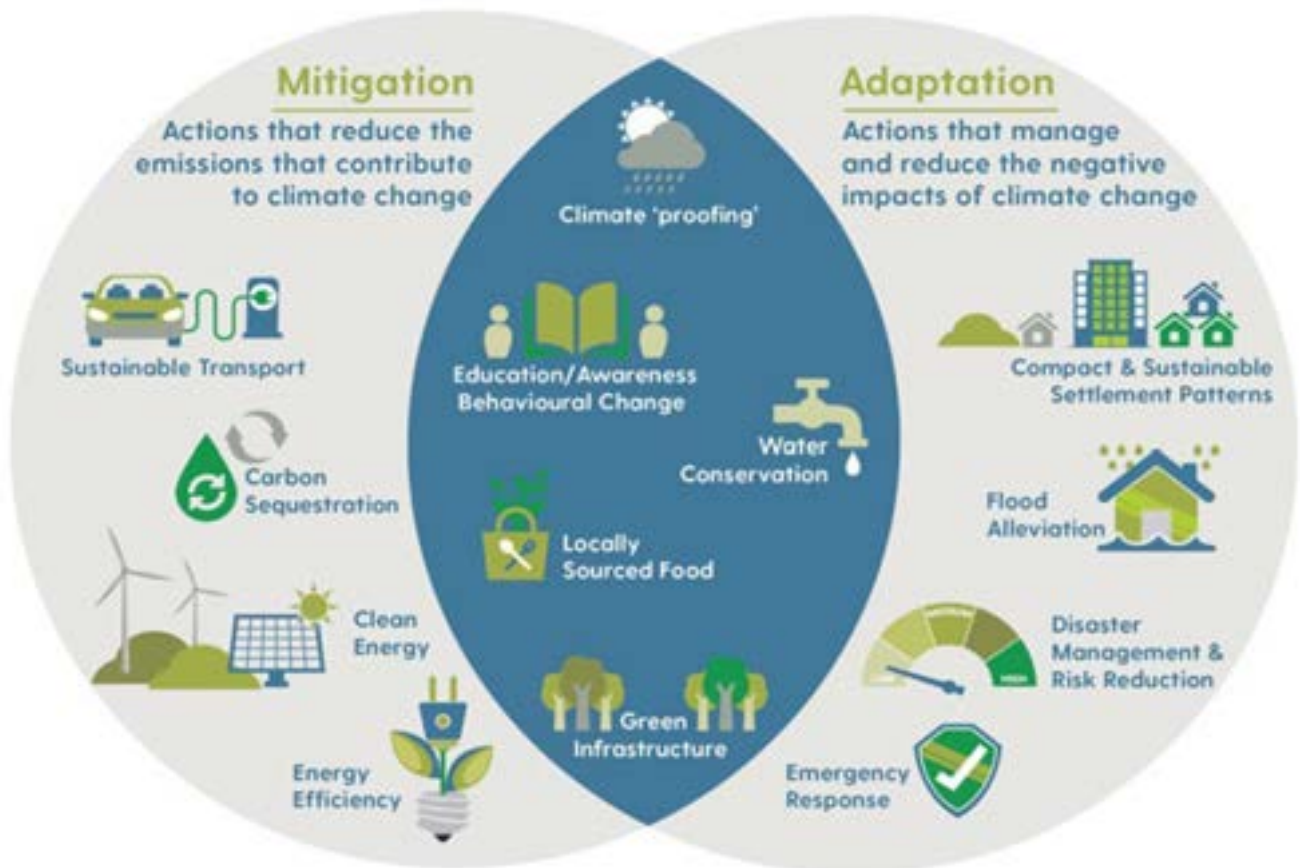 Mitigation
Actions that reduce the
emissions that contribute
to climate change
Sustainable Transport
Carbon
Sequestration
Clean
Energy
Energy
Efficiency
Climate 'proofing'
Education/Awareness
Behavioural Change
Water
Conservation
Locally
Sourced Food
Green
Infrastructure
Adaptation
Actions that manage
and reduce the negative
impacts of climate change
Compact & Sustainable
Settlement Patterns
Flood
Alleviation
Disaster
Management &
Risk Reduction
HIGH
Emergency
Response